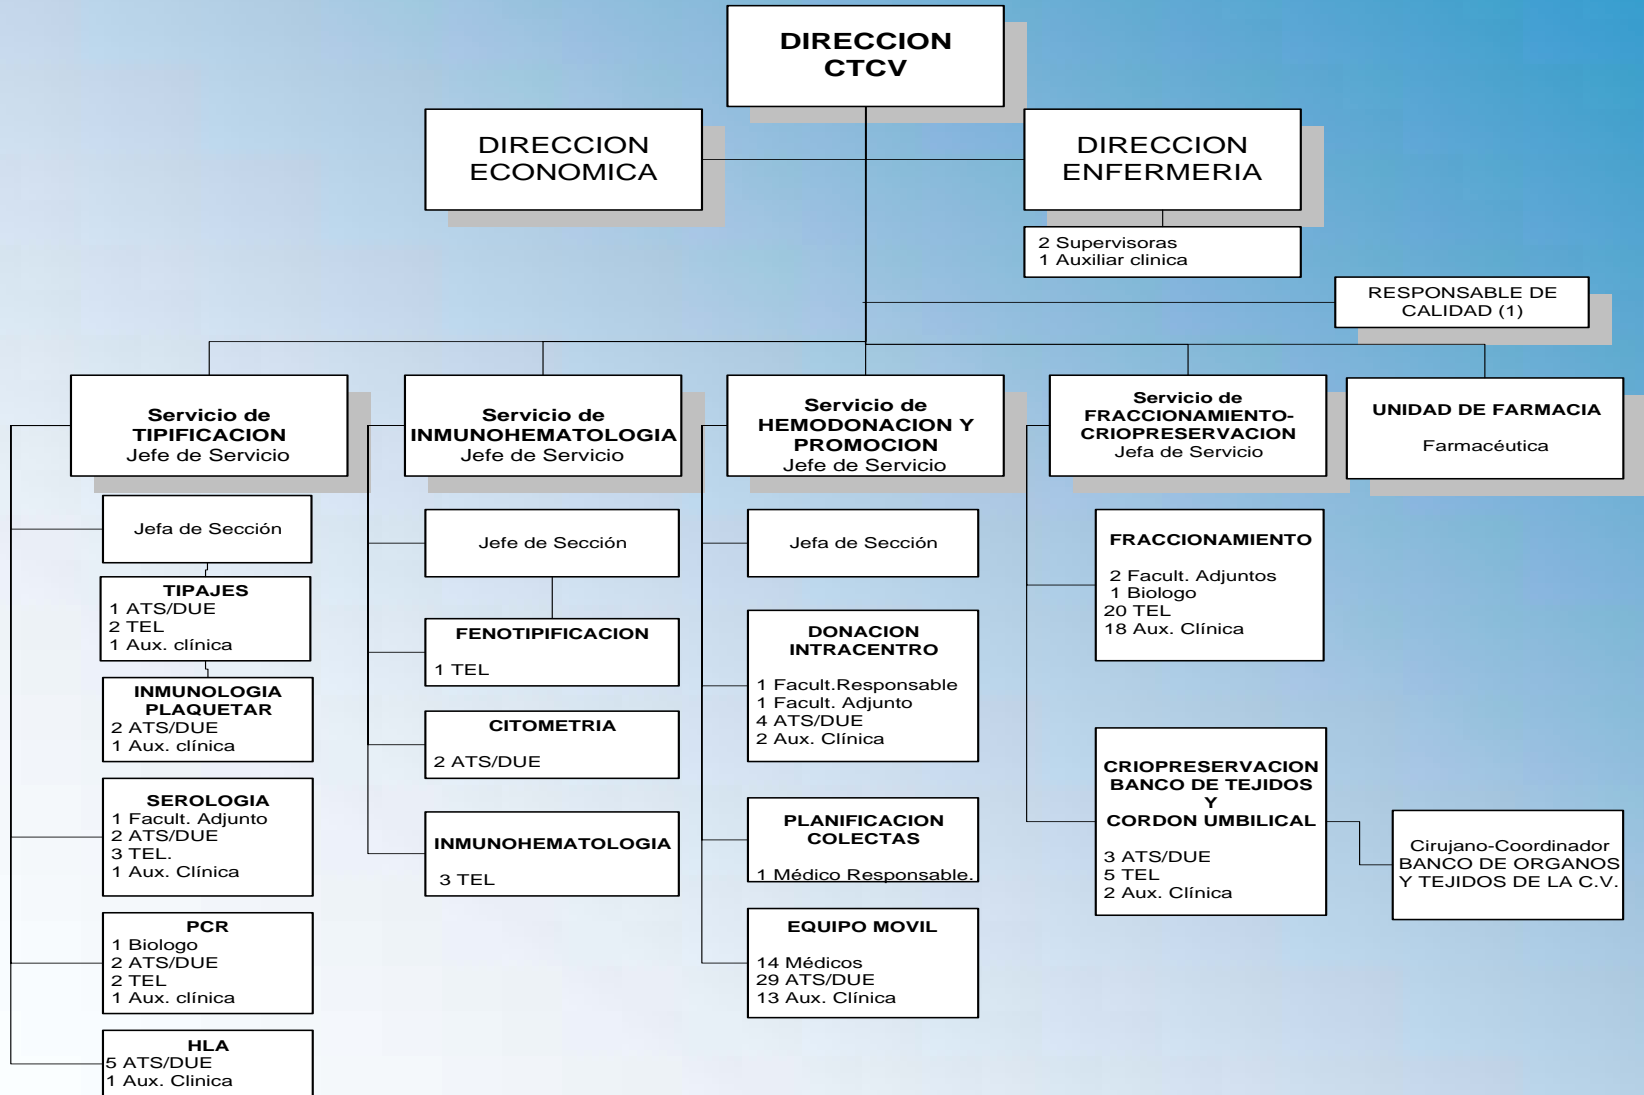 DIRECCION
CTCV
DIRECCION
ECONOMICA
DIRECCION
ENFERMERIA
2 Supervisoras
1 Auxiliar clinica
RESPONSABLE DE
CALIDAD (1)
Servicio de
TIPIFICACION
Jefe de Servicio
Servicio de
INMUNOHEMATOLOGIA
Jefe de Servicio
Servicio de
HEMODONACION Y
PROMOCION
Jefe de Servicio
Servicio de
FRACCIONAMIENTO-
CRIOPRESERVACION
Jefa de Servicio
UNIDAD DE FARMACIA
Farmacéutica
Jefa de Sección
TIPAJES
1 ATS/DUE
2 TEL
1 Aux. clínica
INMUNOLOGIA
PLAQUETAR
2 ATS/DUE
1 Aux. clínica
SEROLOGIA
1 Facult. Adjunto
2 ATS/DUE
3 TEL.
1 Aux. Clínica
PCR
1 Biologo
2 ATS/DUE
2 TEL
1 Aux. clínica
HLA
5 ATS/DUE
1 Aux. Clinica
Jefe de Sección
FENOTIPIFICACION
1 TEL
CITOMETRIA
2 ATS/DUE
INMUNOHEMATOLOGIA
3 TEL
Jefa de Sección
DONACION
INTRACENTRO
1 Facult.Responsable
1 Facult. Adjunto
4 ATS/DUE
2 Aux. Clínica
PLANIFICACION
COLECTAS
1 Médico Responsable.
EQUIPO MOVIL
14 Médicos
29 ATS/DUE
13 Aux. Clínica
FRACCIONAMIENTO
2 Facult. Adjuntos
1 Biologo
20 TEL
18 Aux. Clínica
CRIOPRESERVACION
BANCO DE TEJIDOS
Y
CORDON UMBILICAL
3 ATS/DUE
5 TEL
2 Aux. Clínica
Cirujano-Coordinador
BANCO DE ORGANOS
Y TEJIDOS DE LA C.V.